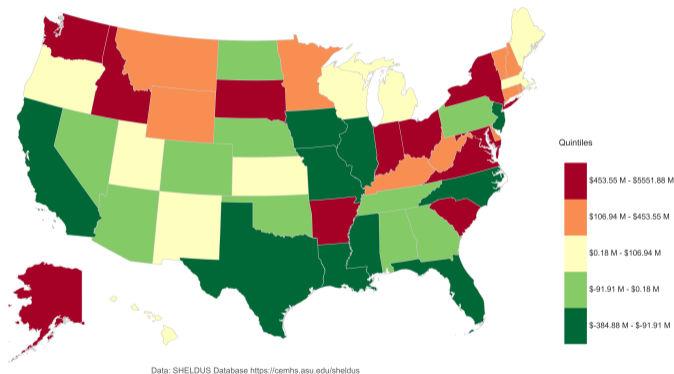 Quintiles
$453.55 M - $5551.88 M
$106.94 M - $453.55 M
$0.18 M - $106.94 M
$-91.91 M - $0.18 M
$-384.88 M - $-91.91 M
Data: SHELDUS Database https://cemhs.asu.edu/sheldus